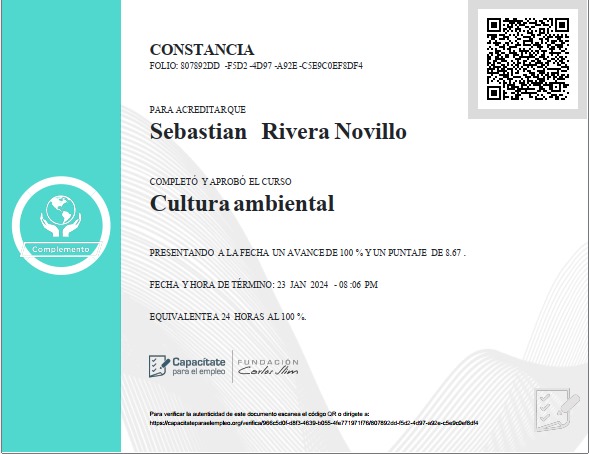 CONSTANCIA
FOLIO: 807892DD -F5D2 -4D97 -A92E -C5E9C0EF8DF4
PARA ACREDITAR QUE
Sebastian Rivera Novillo
COMPLETÓ Y APROBÓ EL CURSO
Cultura ambiental
Complemento
PRESENTANDO A LA FECHA UN AVANCE DE 100 % Y UN PUNTAJE DE 8.67 .
FECHA Y HORA DE TÉRMINO: 23 JAN 2024 - 08 :06 PM
EQUIVALENTE A 24 HORAS AL 100 %.
Capacítate
para el empleo
FUNDACIÓN
Carlos Slim
Para verificar la autenticidad de este documento escanea el código QR o dirígete a:
https://capacitateparaelempleo.org/verifica/966c5d0f-d8f3-4639-b055-4fe771971f76/807892dd-f5d2-4d97-a92e-c5e9c0ef8df4